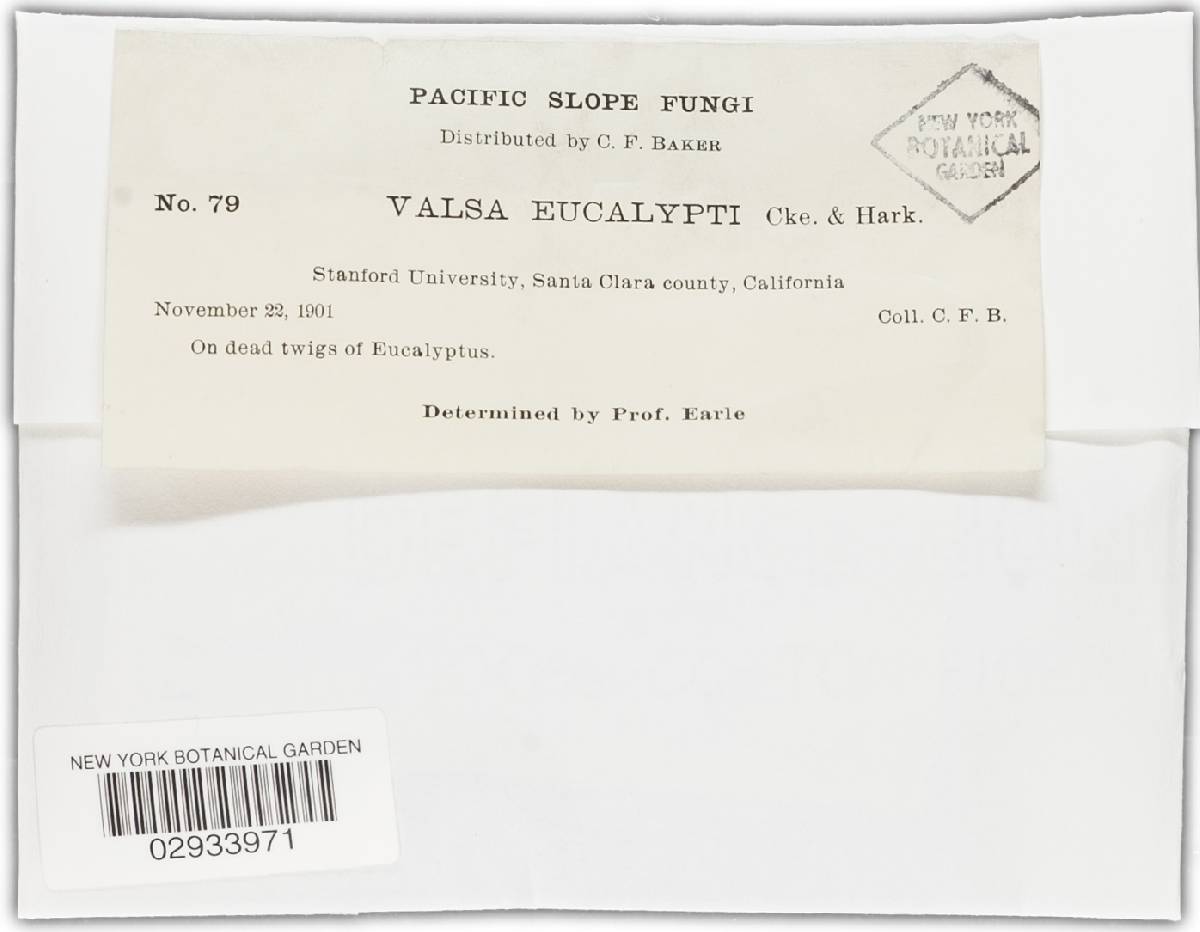 PACIFIC SLOPE FUNGI
Distributed by C. F. BAKER
NEW YORK
BOTANICAL
GARDEN
No. 79 VALSA EUCALYPTI Cke. & Hark.
Stanford University, Santa Clara county, California
November 22, 1901 Coll. C. F. B.
On dead twigs of Eucalyptus.
Determined by Prof. Earle
NEW YORK BOTANICAL GARDEN
02933971